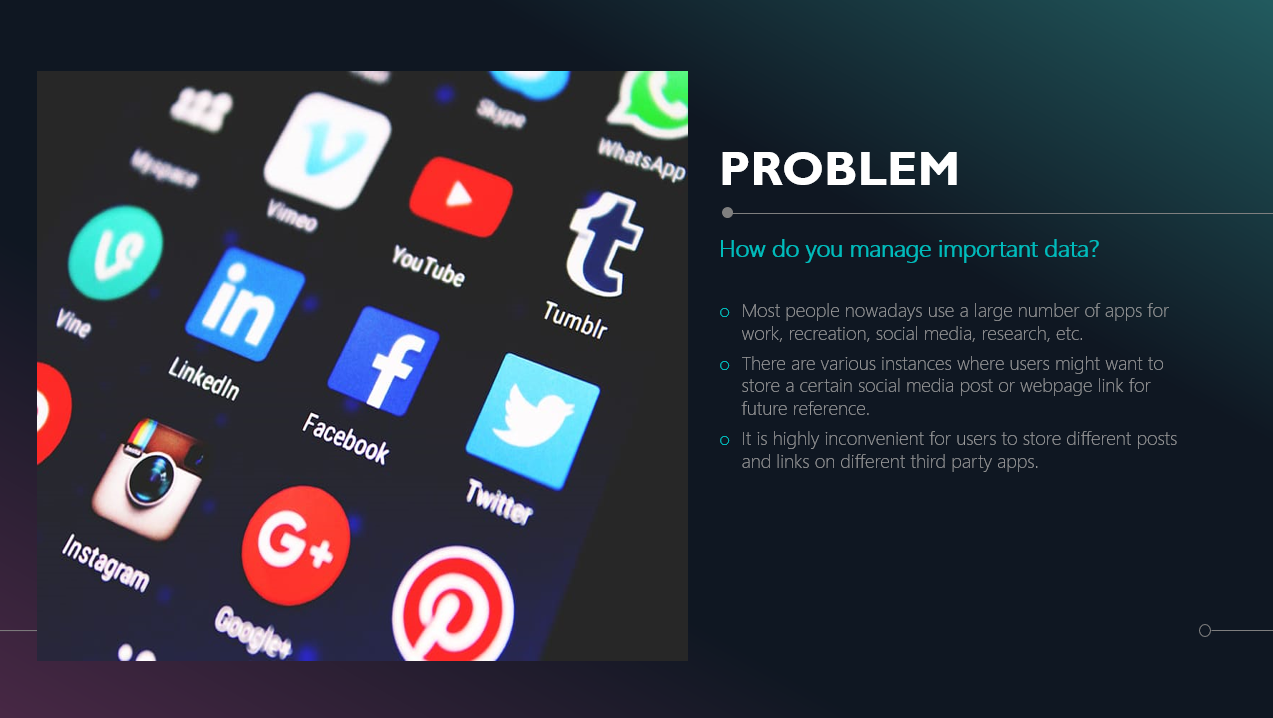 Skype
WhatsApp
Myspace
Vimeo
YouTube
Tumblr
Vine
LinkedIn
Facebook
Twitter
Instagram
G+
Google+
PROBLEM
How do you manage important data?
Most people nowadays use a large number of apps for
work, recreation, social media, research, etc.
There are various instances where users might want to
store a certain social media post or webpage link for
future reference.
It is highly inconvenient for users to store different posts
and links on different third party apps.